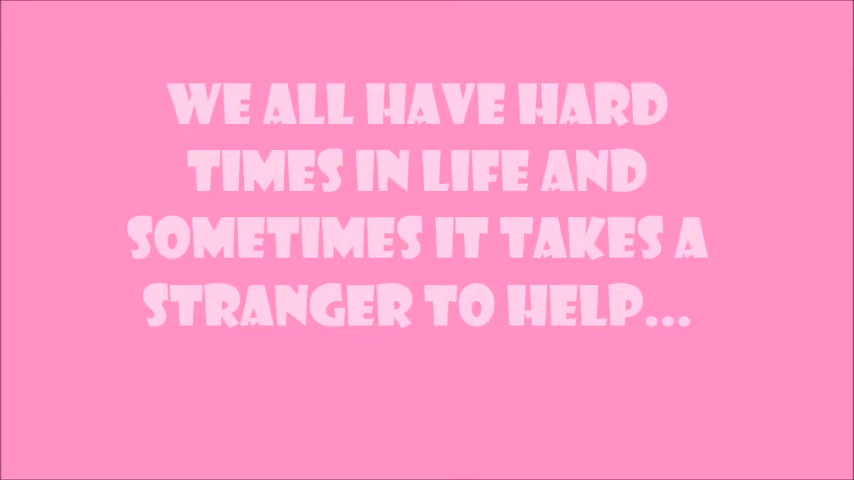 WE ALL HAVE HARD
TIMES IN LIFE AND
SOMETIMES IT TAKES A
STRANGER TO HELP...